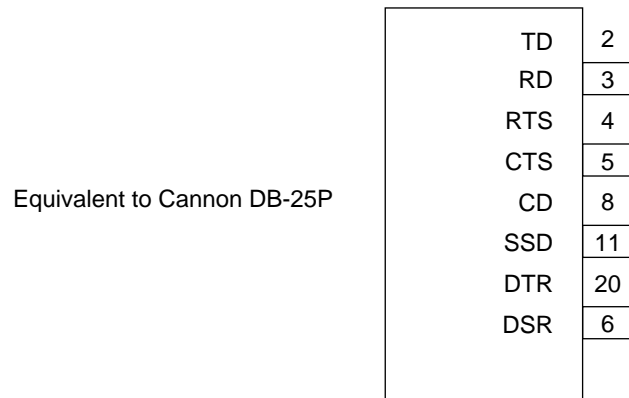 TD 2
RD 3
RTS 4
CTS 5
Equivalent to Cannon DB-25P
CD 8
SSD 11
DTR 20
DSR 6